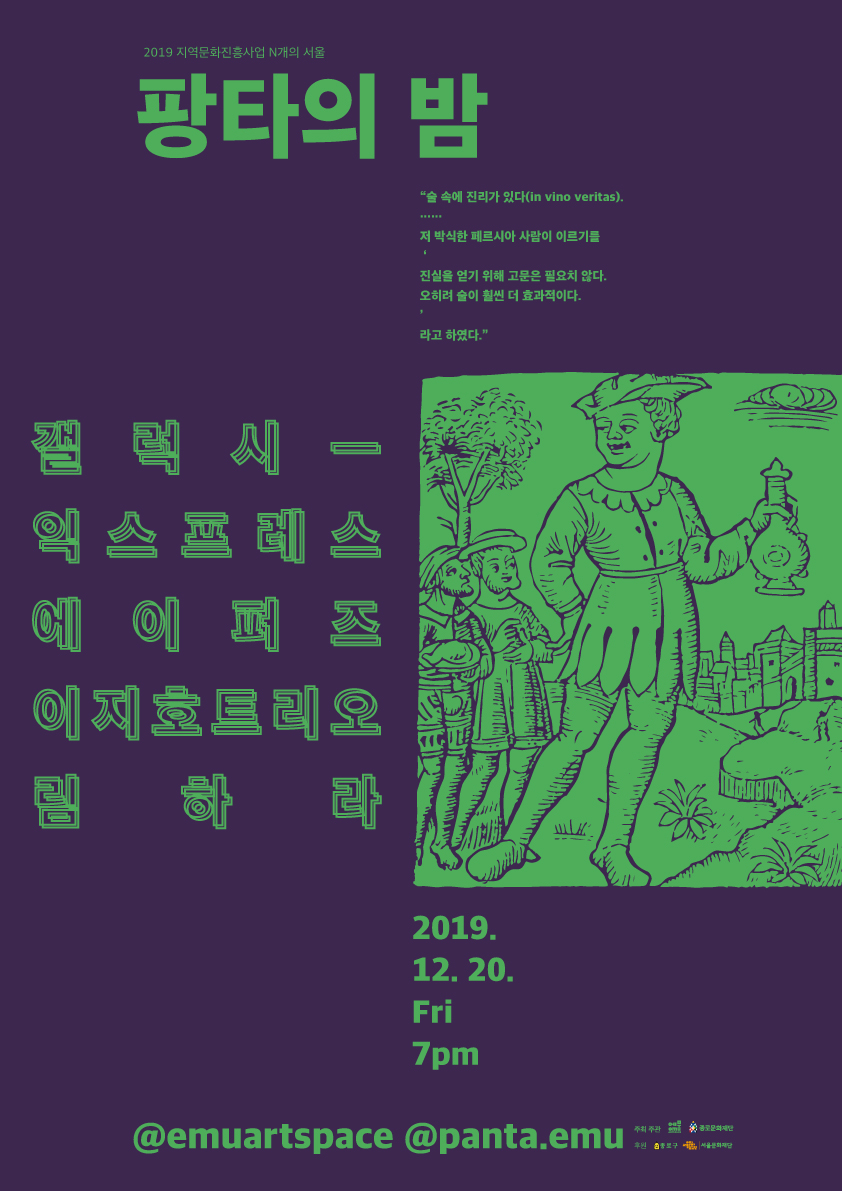 2019 지역문화진흥사업 N개의 서울
팡타의 밤
“술 속에 진리가 있다(in vino veritas).
······
저 박식한 페르시아 사람이 이르기를
‘
진실을 얻기 위해 고문은 필요치 않다.
오히려 술이 훨씬 더 효과적이다.
’
라고 하였다.”
갤럭시
익스프레스
에이퍼즈
이지호트리오
림하라
2019.
12. 20.
Fri
7pm
@emuartspace @panta.emu
주최 주관 emu 종로문화재단
후원 종로구 서울문화재단